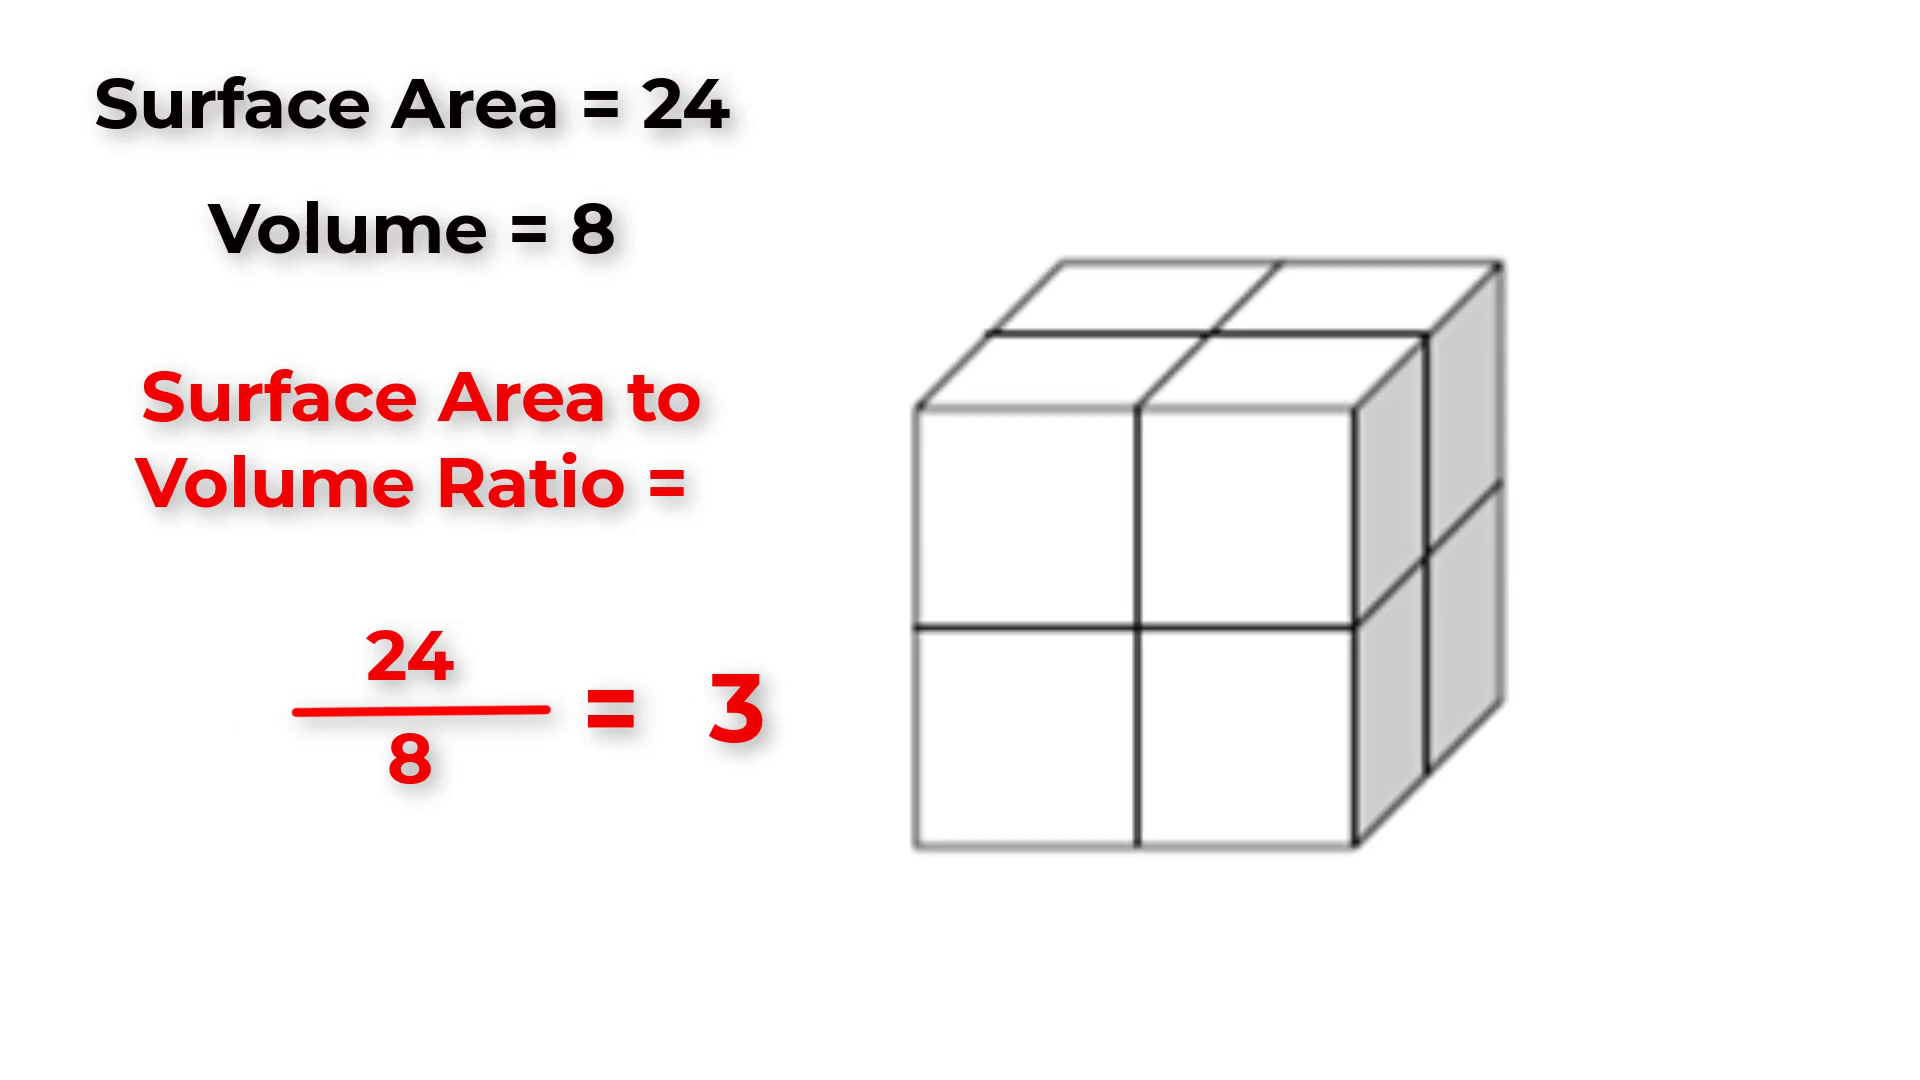 Surface Area = 24
Volume = 8
Surface Area to
Volume Ratio =
24
8
= 3